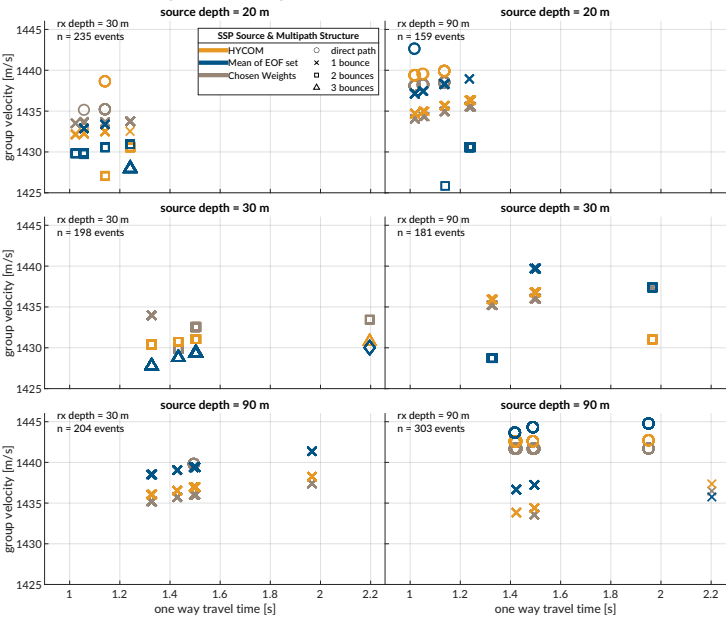 source depth = 20 m
source depth = 20 m
rx depth = 30 m
n = 235 events
SSP Source & Multipath Structure
HYCOM
direct path
Mean of EOF set
1 bounce
Chosen Weights
2 bounces
3 bounces
rx depth = 90 m
n = 159 events
1445
1440
1435
1430
1425
group velocity [m/s]
source depth = 30 m
source depth = 30 m
rx depth = 30 m
n = 198 events
rx depth = 90 m
n = 181 events
1445
1440
1435
1430
1425
group velocity [m/s]
source depth = 90 m
source depth = 90 m
rx depth = 30 m
n = 204 events
rx depth = 90 m
n = 303 events
1445
1440
1435
1430
1425
group velocity [m/s]
1 1.2 1.4 1.6 1.8 2 2.2
1 1.2 1.4 1.6 1.8 2 2.2
one way travel time [s]
one way travel time [s]